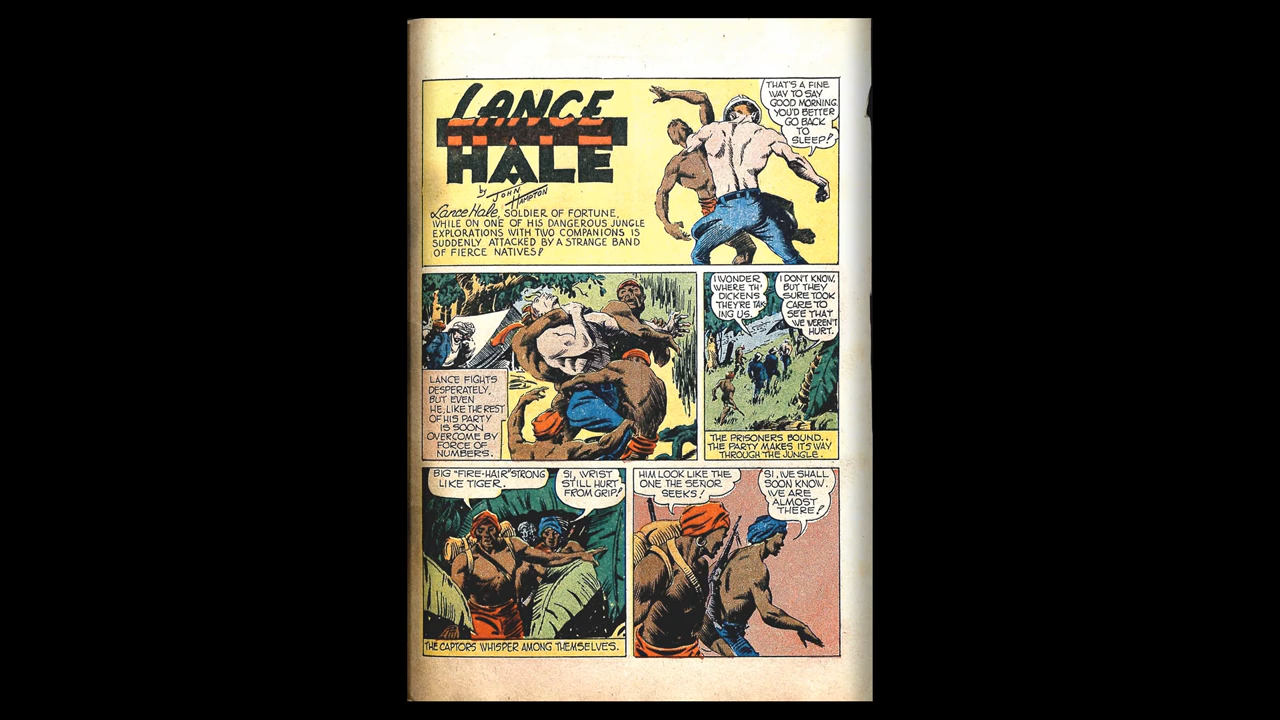 LANCE
HALE
by JOHN
HAMPTON
Lance Hale, SOLDIER OF FORTUNE,
WHILE ON ONE OF HIS DANGEROUS JUNGLE
EXPLORATIONS WITH TWO COMPANIONS IS
SUDDENLY ATTACKED BY A STRANGE BAND
OF FIERCE NATIVES!
THAT'S A FINE
WAY TO SAY
GOOD MORNING.
YOU'D BETTER
GO BACK
TO
SLEEP!
LANCE FIGHTS
DESPERATELY,
BUT EVEN
HE, LIKE THE REST
OF HIS PARTY
IS SOON
OVERCOME BY
FORCE OF
NUMBERS.
I WONDER
WHERE TH'
DICKENS
THEY'RE TAK
ING US.
I DON'T KNOW,
BUT THEY
SURE TOOK
CARE TO
SEE THAT
WE WEREN'T
HURT.
THE PRISONERS BOUND..
THE PARTY MAKES ITS WAY
THROUGH THE JUNGLE.
BIG "FIRE-HAIR" STRONG
LIKE TIGER.
SI, WRIST
STILL HURT
FROM GRIP!
THE CAPTORS WHISPER AMONG THEMSELVES.
HIM LOOK LIKE THE
ONE THE SEÑOR
SEEKS!
SI, WE SHALL
SOON KNOW.
WE ARE
ALMOST
THERE!